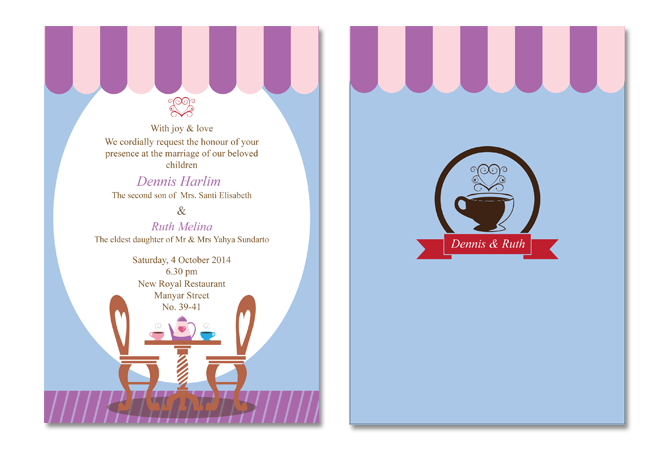 With joy & love
We cordially request the honour of your
presence at the marriage of our beloved
children
Dennis Harlim
The second son of Mrs. Santi Elisabeth
&
Ruth Melina
The eldest daughter of Mr & Mrs Yahya Sundarto
Saturday, 4 October 2014
6.30 pm
New Royal Restaurant
Manyar Street
No. 39-41
Dennis & Ruth